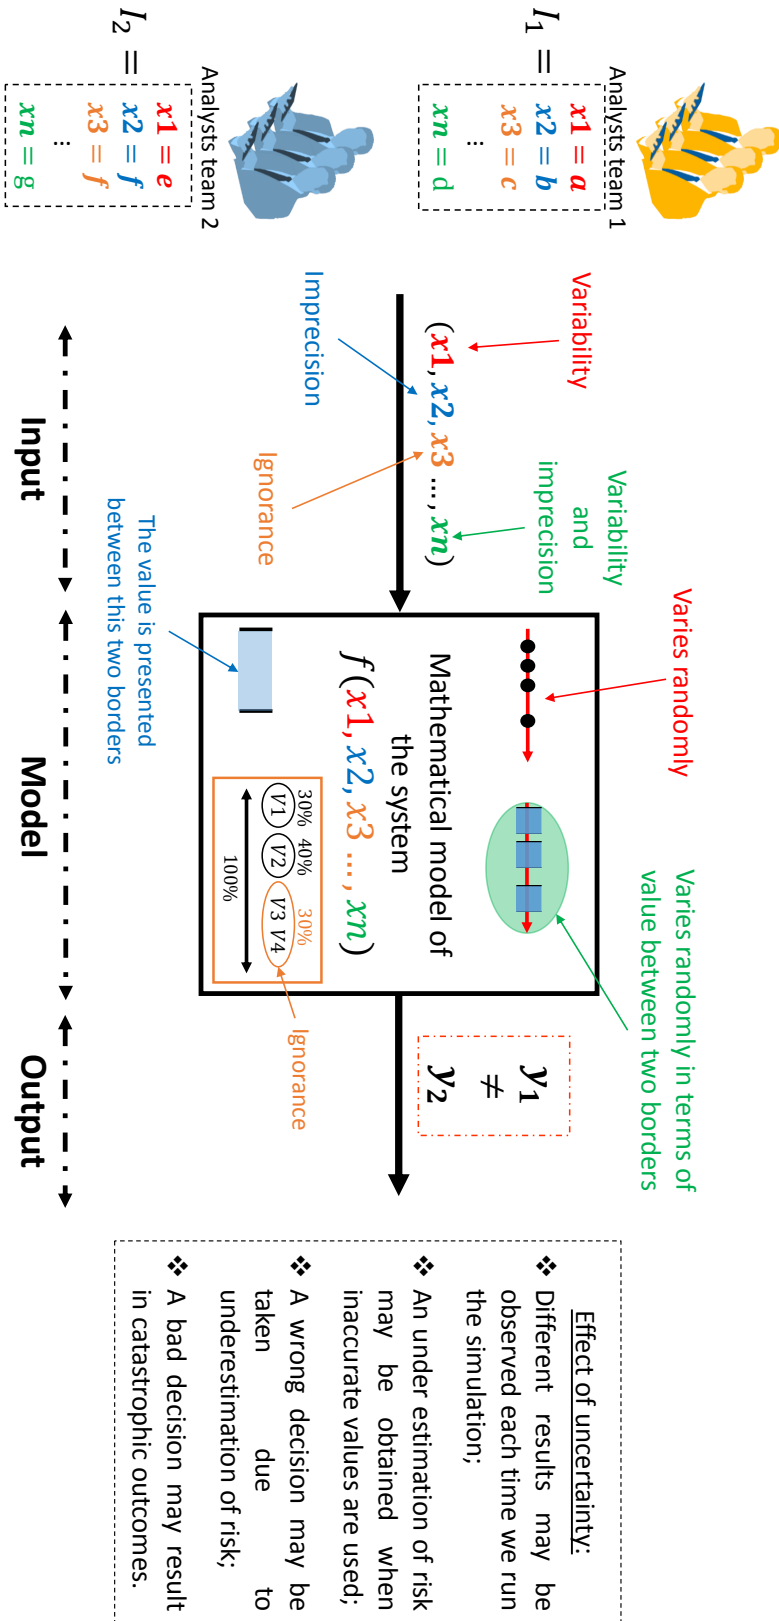 Analysts team 1
I1 =
x1 = a
x2 = b
x3 = c
...
xn = d
Analysts team 2
I2 =
x1 = e
x2 = f
x3 = f
...
xn = g
Variability
Variability
and
imprecision
(x1, x2, x3 ..., xn)
Imprecision
Ignorance
Input
Varies randomly
Varies randomly in terms of
value between two borders
Mathematical model of
the system
f(x1, x2, x3 ..., xn)
30% 40% 30%
V1 V2 V3 V4
100%
The value is presented
between this two borders
Ignorance
Model
y1
≠
y2
Output
Effect of uncertainty:
❖ Different results may be
observed each time we run
the simulation;
❖ An under estimation of risk
may be obtained when
inaccurate values are used;
❖ A wrong decision may be
taken due to
underestimation of risk;
❖ A bad decision may result
in catastrophic outcomes.